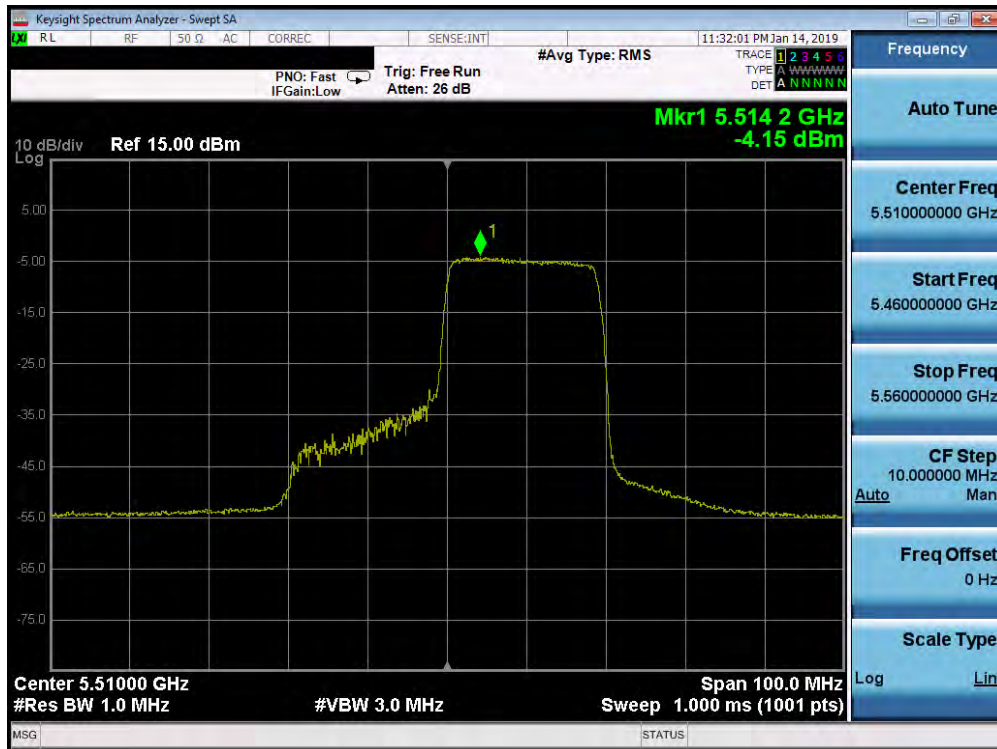 Keysight Spectrum Analyzer - Swept SA
LXI RL RF 50 Ω AC CORREC SENSE:INT 11:32:01 PM Jan 14, 2019
#Avg Type: RMS TRACE 1 2 3 4 5 6
PNO: Fast Trig: Free Run TYPE A WWWWW
IFGain:Low Atten: 26 dB DET A N N N N N
Mkr1 5.514 2 GHz
-4.15 dBm
10 dB/div Ref 15.00 dBm
Log
5.00
1
-5.00
-15.0
-25.0
-35.0
-45.0
-55.0
-65.0
-75.0
Center 5.51000 GHz Span 100.0 MHz
#Res BW 1.0 MHz #VBW 3.0 MHz Sweep 1.000 ms (1001 pts)
MSG STATUS
Frequency
Auto Tune
Center Freq
5.510000000 GHz
Start Freq
5.460000000 GHz
Stop Freq
5.560000000 GHz
CF Step
10.000000 MHz
Auto Man
Freq Offset
0 Hz
Scale Type
Log Lin